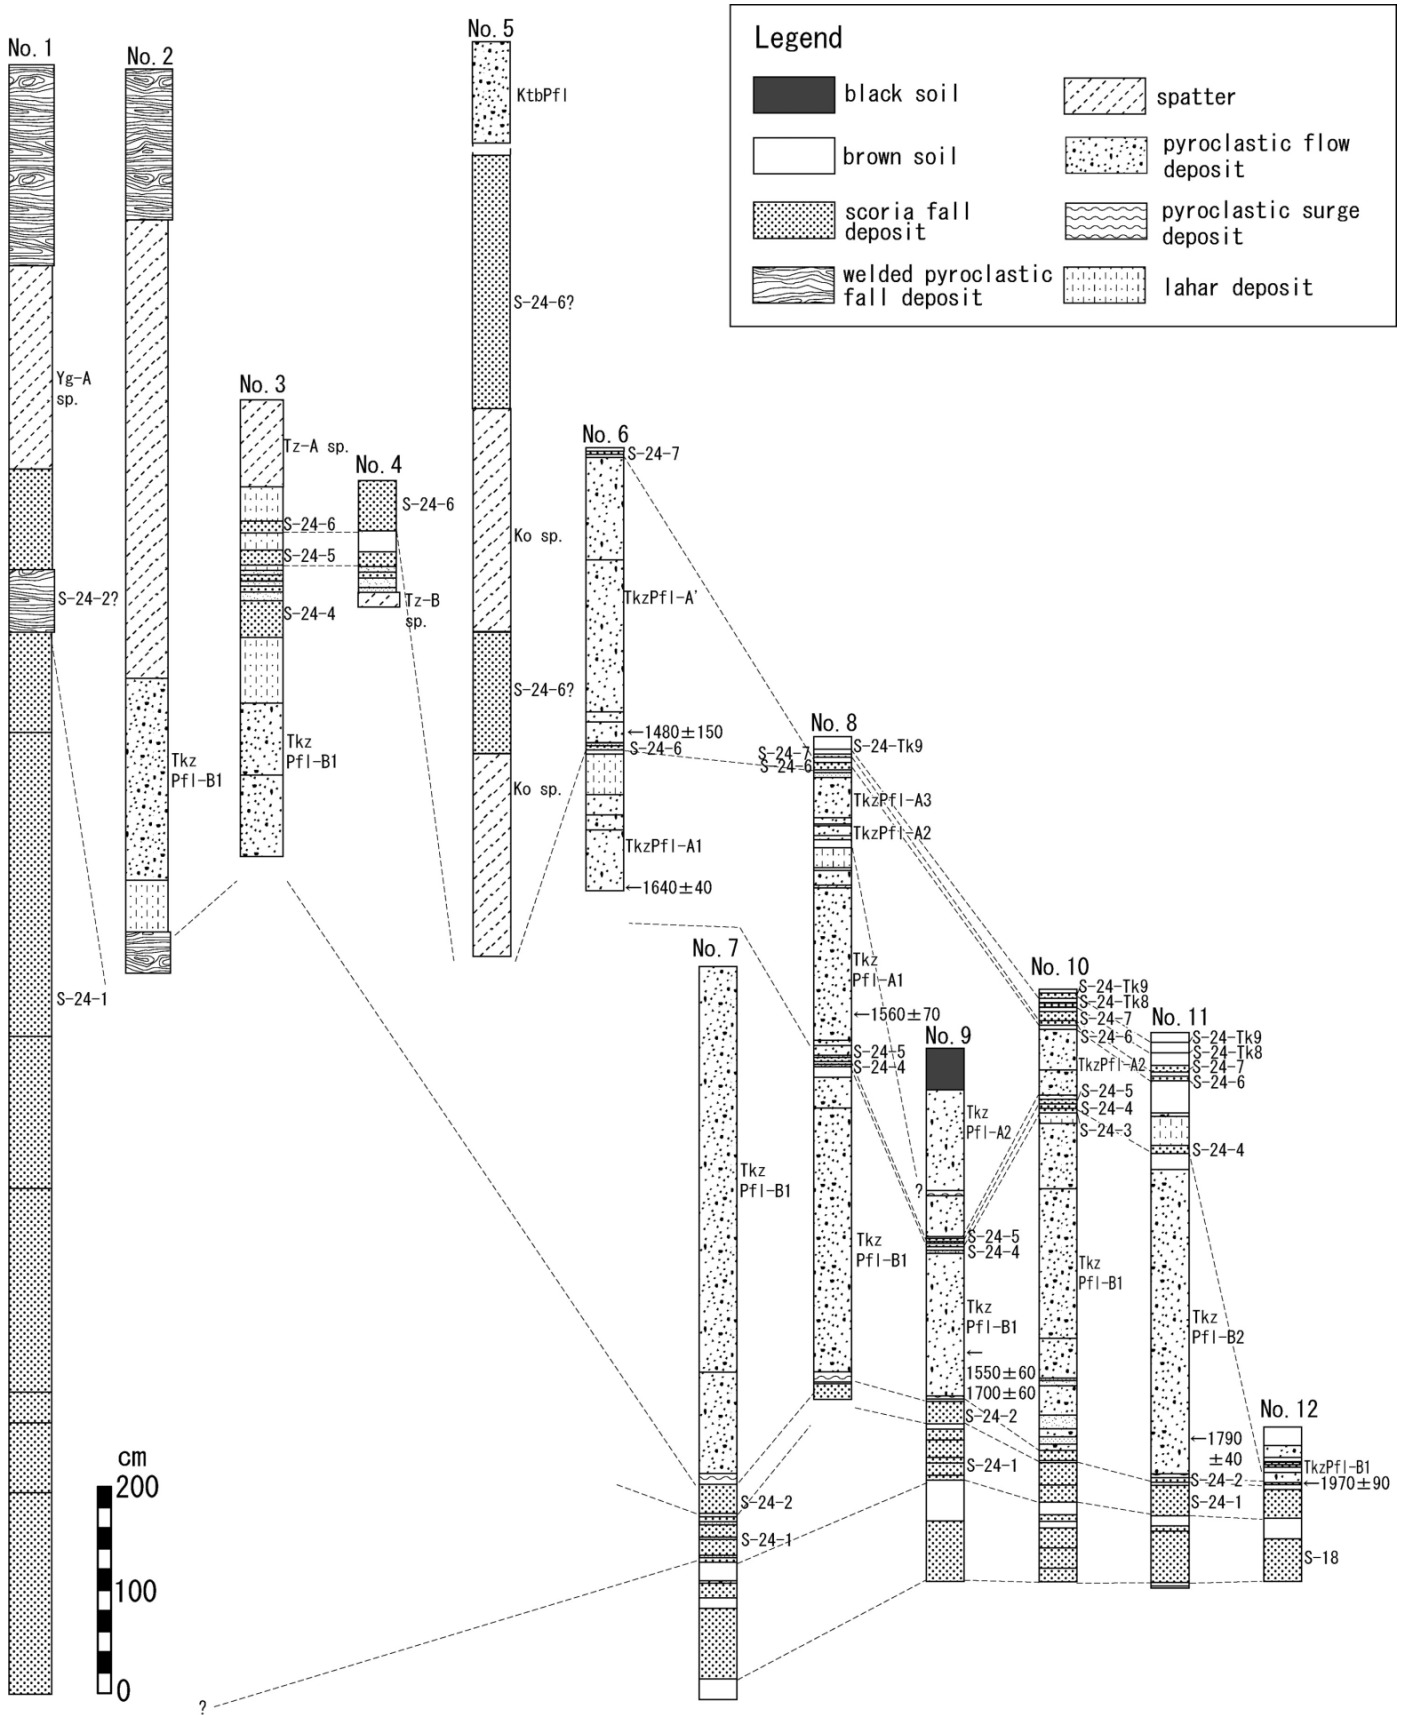 Legend
black soil
brown soil
scoria fall
deposit
welded pyroclastic
fall deposit
spatter
pyroclastic flow
deposit
pyroclastic surge
deposit
lahar deposit
No. 1
Yg-A
sp.
S-24-2?
S-24-1
No. 2
Tkz
Pfl-B1
No. 3
Tz-A sp.
S-24-6
S-24-5
S-24-4
Tkz
Pfl-B1
No. 4
S-24-6
Tz-B
sp.
No. 5
KtbPfl
S-24-6?
Ko sp.
S-24-6?
Ko sp.
No. 6
S-24-7
TkzPfl-A'
←1480±150
S-24-6
TkzPfl-A1
←1640±40
No. 7
Tkz
Pfl-B1
S-24-2
S-24-1
No. 8
S-24-Tk9
S-24-7
S-24-6
TkzPfl-A3
TkzPfl-A2
Tkz
Pfl-A1
←1560±70
S-24-5
S-24-4
Tkz
Pfl-B1
No. 9
Tkz
Pfl-A2
?
S-24-5
S-24-4
Tkz
Pfl-B1
←
1550±60
1700±60
S-24-2
S-24-1
No. 10
S-24-Tk9
S-24-Tk8
S-24-7
S-24-6
TkzPfl-A2
S-24-5
S-24-4
S-24-3
Tkz
Pfl-B1
No. 11
S-24-Tk9
S-24-Tk8
S-24-7
S-24-6
S-24-4
Tkz
Pfl-B2
←1790
±40
S-24-2
S-24-1
No. 12
TkzPfl-B1
←1970±90
S-18
cm
200
100
0
?